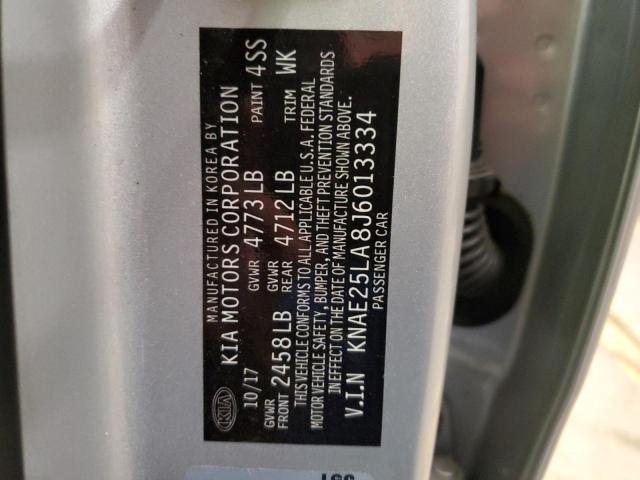 MANUFACTURED IN KOREA BY
KIA KIA MOTORS CORPORATION
10/17 GVWR 4773LB PAINT 4SS
GVWR FRONT 2458LB GVWR REAR 4712LB TRIM WK
THIS VEHICLE CONFORMS TO ALL APPLICABLE U.S.A. FEDERAL
MOTOR VEHICLE SAFETY, BUMPER, AND THEFT PREVENTION STANDARDS
IN EFFECT ON THE DATE OF MANUFACTURE SHOWN ABOVE.
V.I.N KNAE25LA8J6013334
PASSENGER CAR